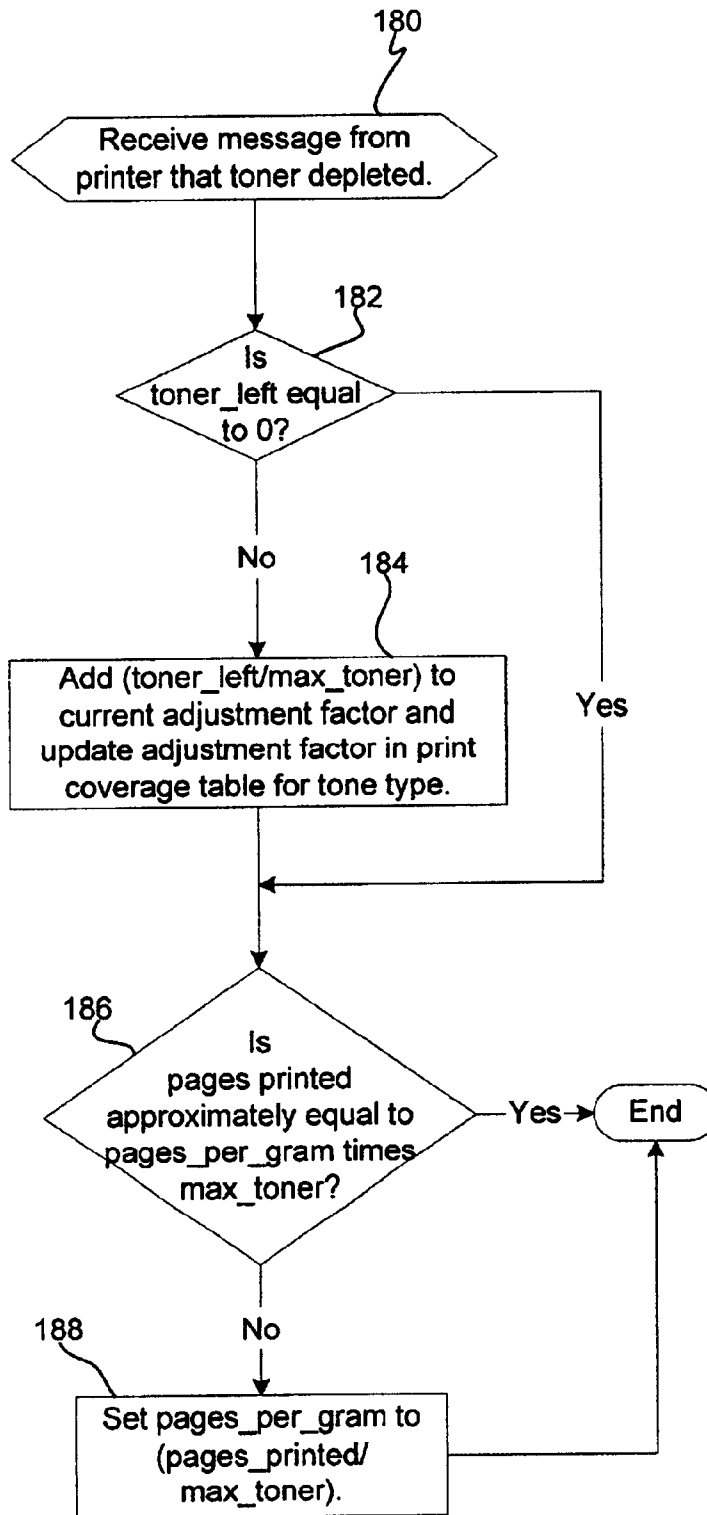 180
Receive message from
printer that toner depleted.
182
Is
toner_left equal
to 0?
No
184
Add (toner_left/max_toner) to
current adjustment factor and
update adjustment factor in print
coverage table for tone type.
Yes
186
Is
pages printed
approximately equal to
pages_per_gram times
max_toner?
Yes
End
No
188
Set pages_per_gram to
(pages_printed/
max_toner).